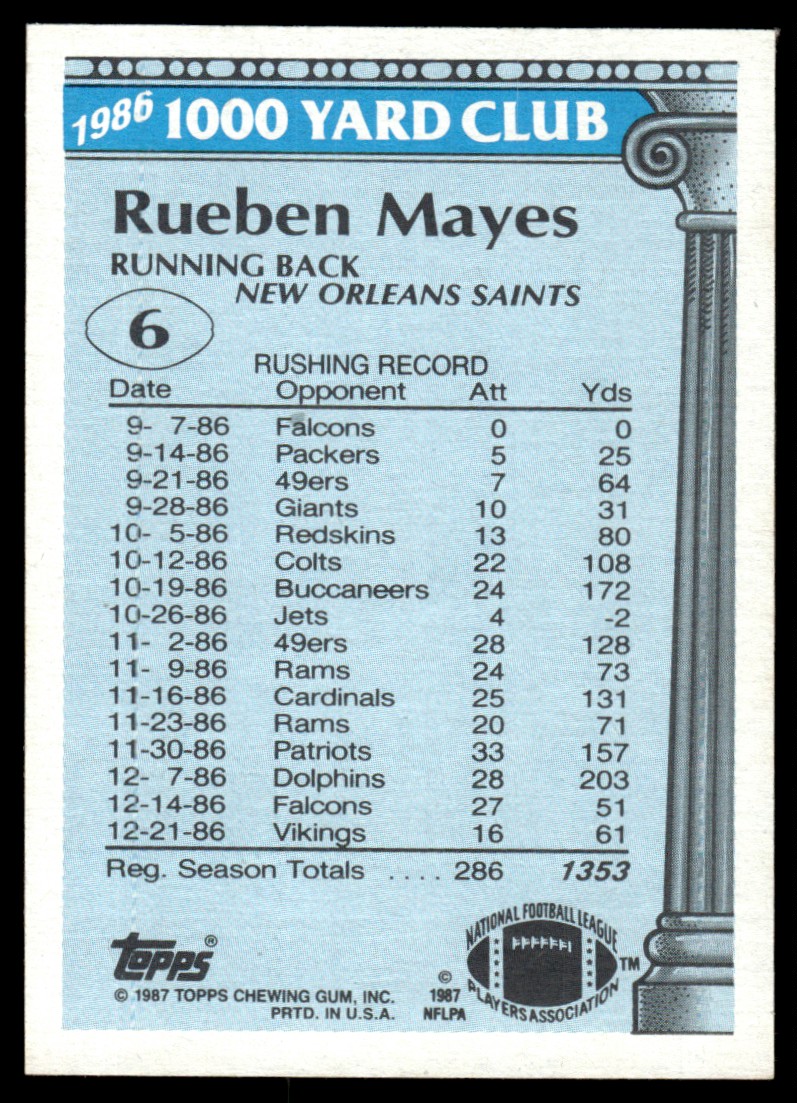 1986 1000 YARD CLUB
Rueben Mayes
RUNNING BACK
NEW ORLEANS SAINTS
6
RUSHING RECORD
Date Opponent Att Yds
9- 7-86 Falcons 0 0
9-14-86 Packers 5 25
9-21-86 49ers 7 64
9-28-86 Giants 10 31
10- 5-86 Redskins 13 80
10-12-86 Colts 22 108
10-19-86 Buccaneers 24 172
10-26-86 Jets 4 -2
11- 2-86 49ers 28 128
11- 9-86 Rams 24 73
11-16-86 Cardinals 25 131
11-23-86 Rams 20 71
11-30-86 Patriots 33 157
12- 7-86 Dolphins 28 203
12-14-86 Falcons 27 51
12-21-86 Vikings 16 61
Reg. Season Totals .... 286 1353
topps®
© 1987 TOPPS CHEWING GUM, INC.
PRTD. IN U.S.A.
© 1987 NFLPA
NATIONAL FOOTBALL LEAGUE
PLAYERS ASSOCIATION
TM